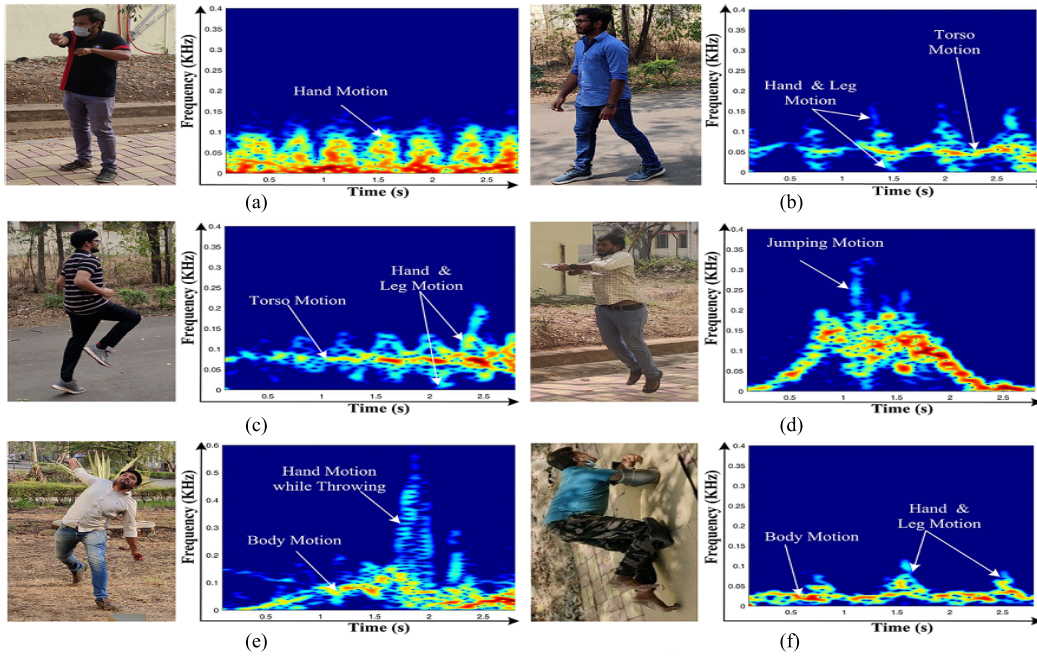 Frequency (KHz)
0.4
0.35
0.3
0.25
0.2
0.15
0.1
0.05
0
Hand Motion
0.5
1
1.5
2
2.5
Time (s)
(a)
Frequency (KHz)
0.4
0.35
0.3
0.25
0.2
0.15
0.1
0.05
0
Torso
Motion
Hand & Leg
Motion
1
1.5
2
2.5
Time (s)
(b)
Frequency (KHz)
0.4
0.35
0.3
0.25
0.2
0.15
0.1
0.05
0
Hand &
Leg Motion
Torso Motion
0.5
1
1.5
2
2.5
Time (s)
(c)
Frequency (KHz)
0.4
0.35
0.3
0.25
0.2
0.15
0.1
0.05
0
Jumping Motion
0.5
1
1.5
2
2.5
Time (s)
(d)
Frequency (KHz)
0.6
0.5
0.4
0.3
0.2
0.1
0
Hand Motion
while Throwing
Body Motion
0.5
1
1.5
2
2.5
Time (s)
(e)
Frequency (KHz)
0.4
0.35
0.3
0.25
0.2
0.15
0.1
0.05
0
Hand &
Leg Motion
Body Motion
0.5
1
1.5
2
2.5
Time (s)
(f)